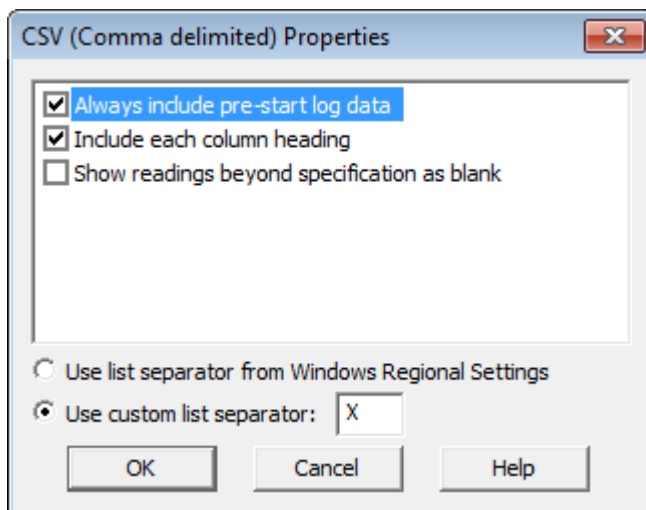 CSV (Comma delimited) Properties
Always include pre-start log data
Include each column heading
Show readings beyond specification as blank
Use list separator from Windows Regional Settings
Use custom list separator: X
OK Cancel Help